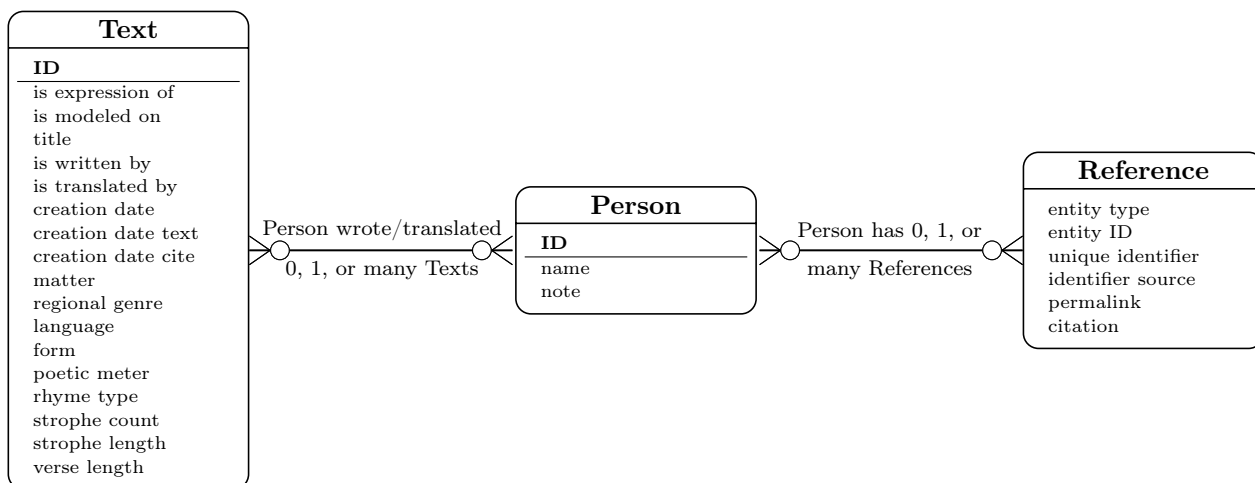 Text
ID
is expression of
is modeled on
title
is written by
is translated by
creation date
creation date text
creation date cite
matter
regional genre
language
form
poetic meter
rhyme type
strophe count
strophe length
verse length
Person wrote/translated
0, 1, or many Texts
Person
ID
name
note
Person has 0, 1, or
many References
Reference
entity type
entity ID
unique identifier
identifier source
permalink
citation